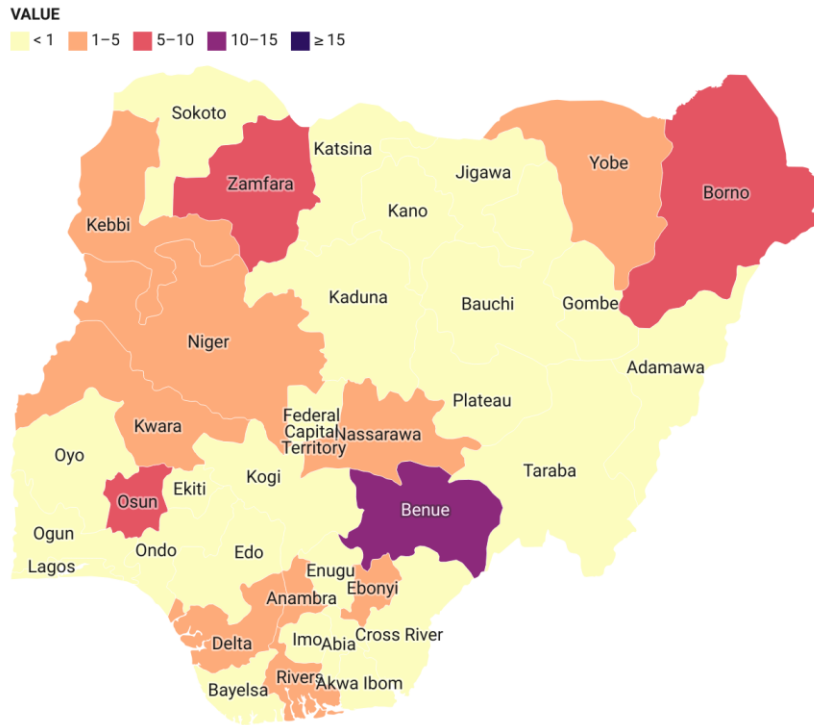 VALUE
< 1 1–5 5–10 10–15 ≥ 15
Sokoto
Katsina
Jigawa
Yobe
Zamfara
Borno
Kano
Kebbi
Kaduna
Bauchi
Gombe
Niger
Adamawa
Plateau
Federal
Capital
Territory
Nassarawa
Kwara
Oyo
Kogi
Taraba
Ekiti
Osun
Benue
Ogun
Ondo
Edo
Lagos
Enugu
Ebonyi
Anambra
Cross River
Delta
Imo
Abia
Rivers
Akwa Ibom
Bayelsa